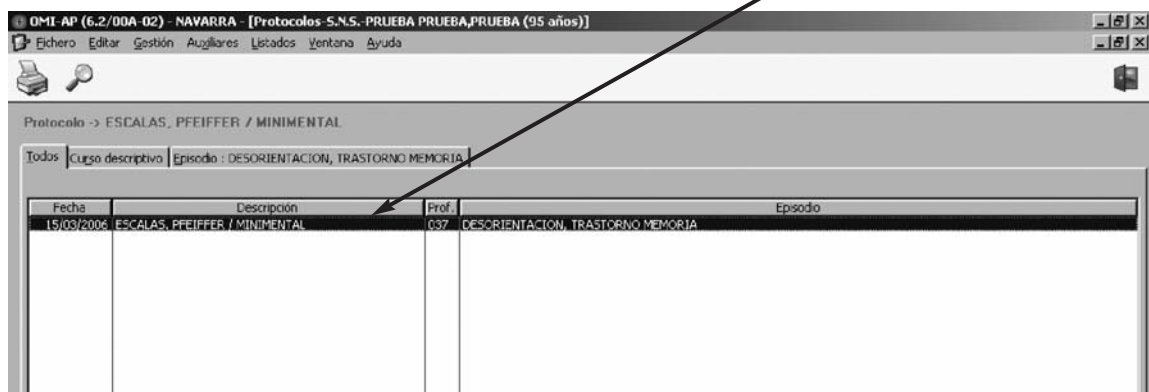 OMI-AP (6.2/00A-02) - NAVARRA - [Protocolos-S.N.S.-PRUEBA PRUEBA,PRUEBA (95 años)]
Fichero Editar Gestión Auxiliares Listados Ventana Ayuda
Protocolo -> ESCALAS, PFEIFFER / MINIMENTAL
Todos Curso descriptivo Episodio : DESORIENTACION, TRASTORNO MEMORIA
Fecha Descripción Prof. Episodio
15/03/2006 ESCALAS, PFEIFFER / MINIMENTAL 037 DESORIENTACION, TRASTORNO MEMORIA